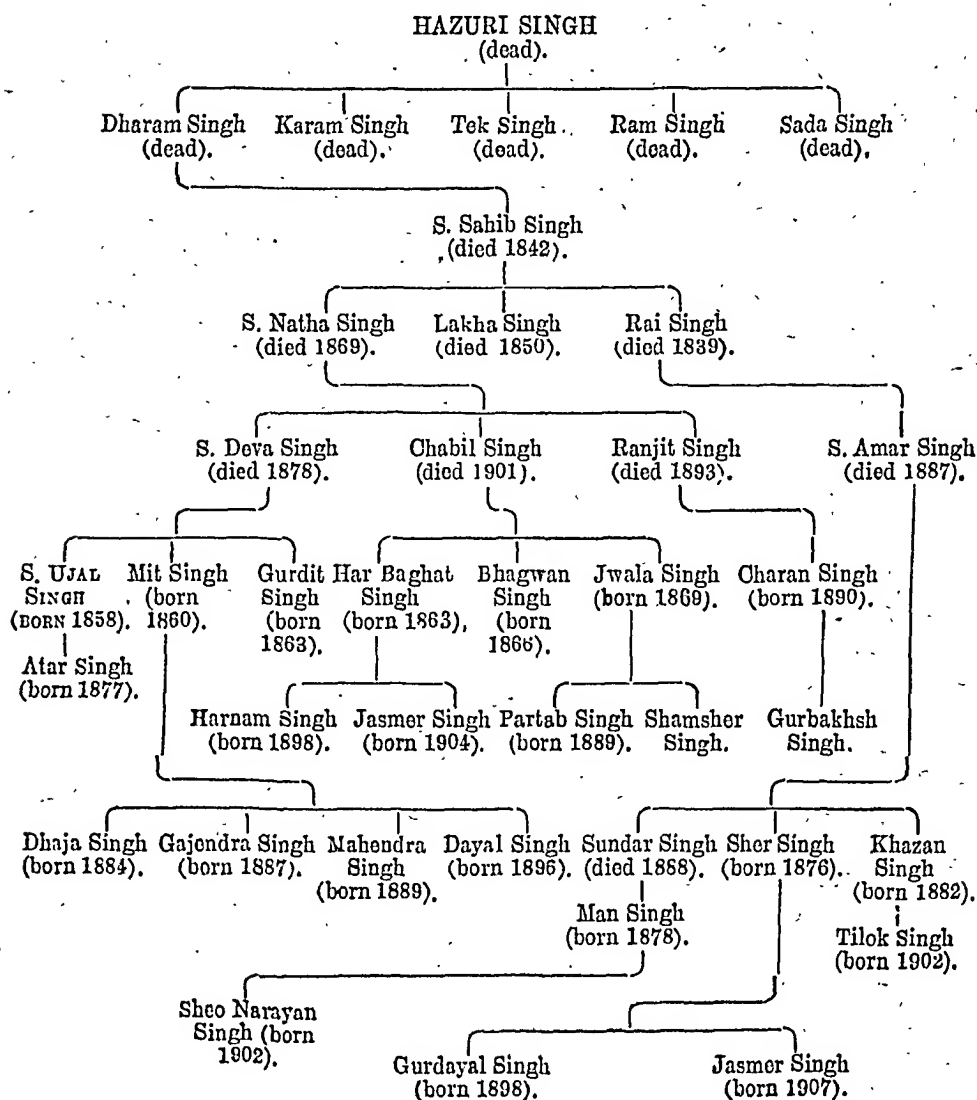 HAZURI SINGH
(dead).
Dharam Singh Karam Singh Tek Singh Ram Singh Sada Singh
(dead). (dead). (dead). (dead). (dead).
S. Sahib Singh
(died 1842).
S. Natha Singh Lakha Singh Rai Singh
(died 1869). (died 1850). (died 1839).
S. Deva Singh Chabil Singh Ranjit Singh S. Amar Singh
(died 1878). (died 1901). (died 1893). (died 1887).
S. UJAL Mit Singh Gurdit Har Baghat Bhagwan Jwala Singh Charan Singh
SINGH (born Singh Singh Singh (born 1869). (born 1890).
(BORN 1858). 1860). (born (born 1863), (born
1863). 1866).
Atar Singh
(born 1877).
Harnam Singh Jasmer Singh Partab Singh Shamsher Gurbakhsh
(born 1898). (born 1904). (born 1889). Singh. Singh.
Dhaja Singh Gajendra Singh Mahendra Dayal Singh Sundar Singh Sher Singh Khazan
(born 1884). (born 1887). Singh (born 1896). (died 1888). (born 1876). Singh
(born 1889). (born 1882).
Man Singh Tilok Singh
(born 1878). (born 1902).
Sheo Narayan
Singh (born
1902).
Gurdayal Singh Jasmer Singh
(born 1898). (born 1907).